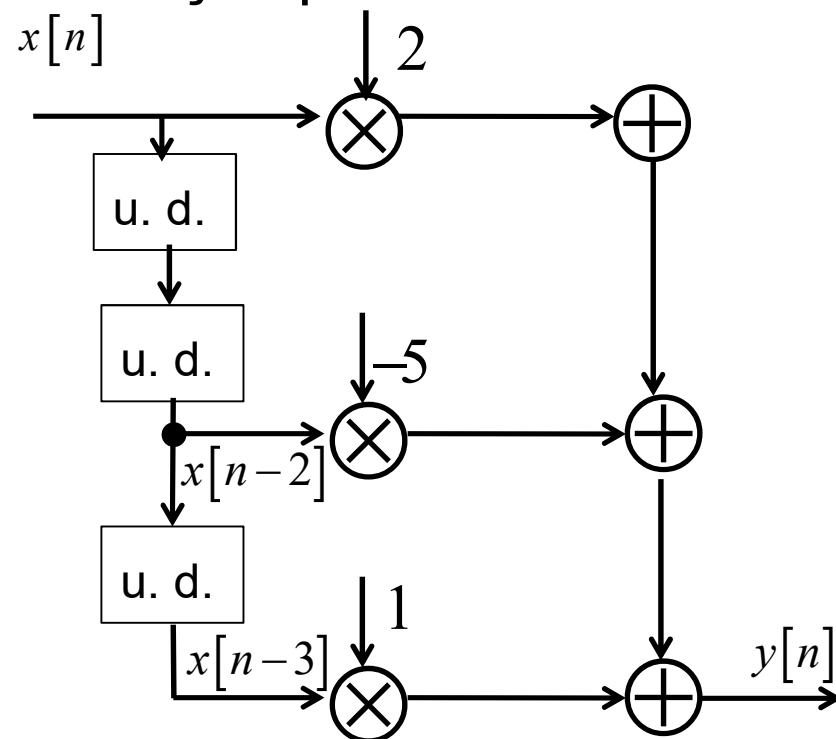 x[n]
2
u. d.
u. d.
–5
x[n−2]
u. d.
1
x[n−3]
y[n]